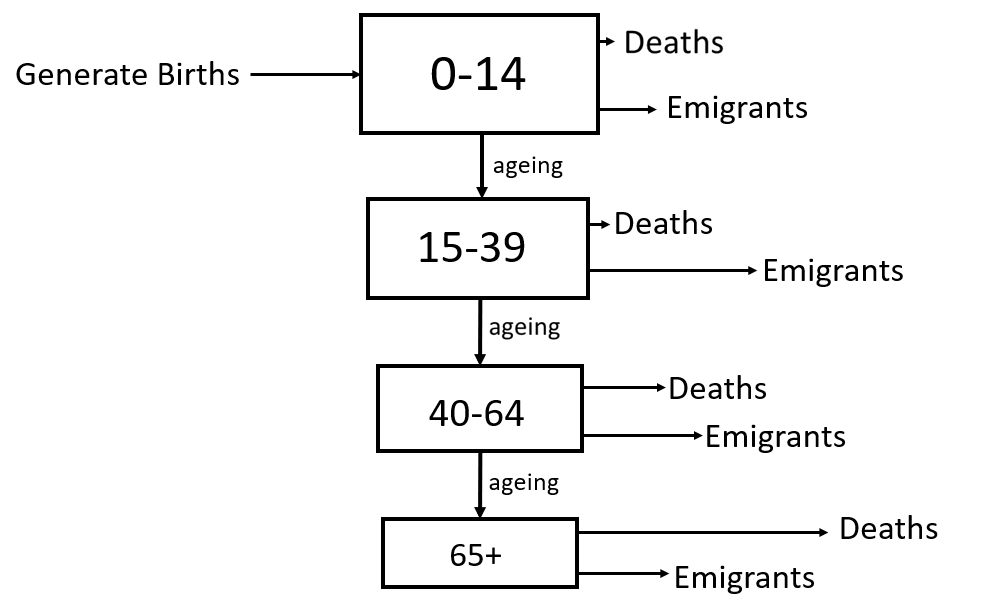 Generate Births
0-14
Deaths
Emigrants
ageing
15-39
Deaths
Emigrants
ageing
40-64
Deaths
Emigrants
ageing
65+
Deaths
Emigrants